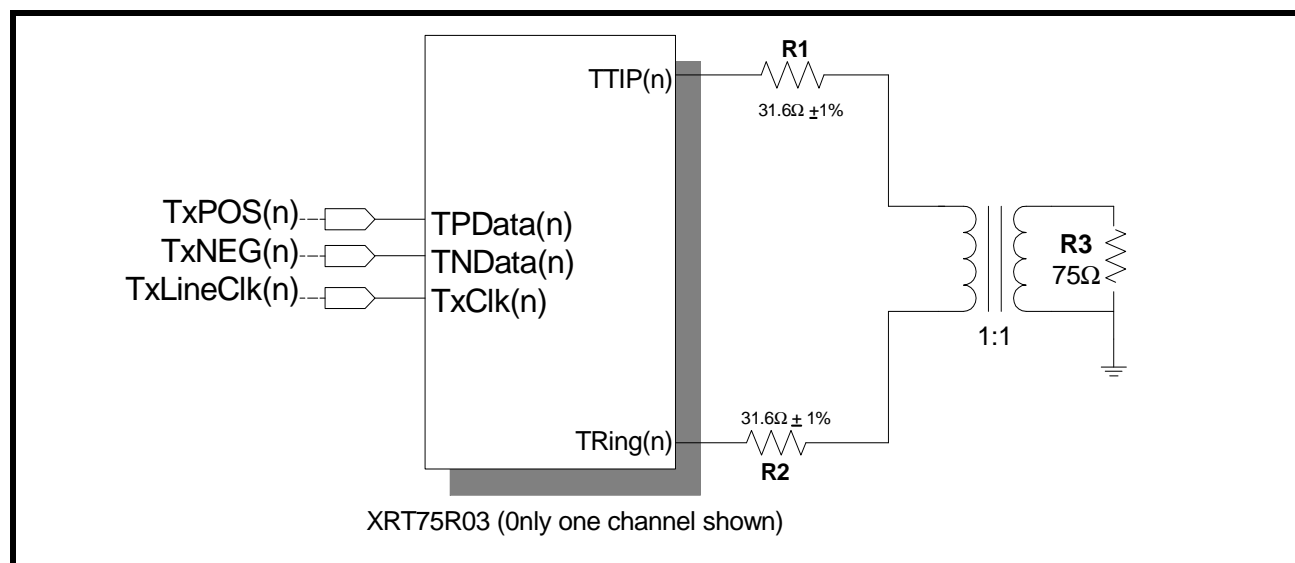 TTIP(n)
R1
31.6Ω ±1%
TxPOS(n)
TPData(n)
TxNEG(n)
TNData(n)
TxLineClk(n)
TxClk(n)
R3
75Ω
1:1
31.6Ω ± 1%
TRing(n)
R2
XRT75R03 (0nly one channel shown)